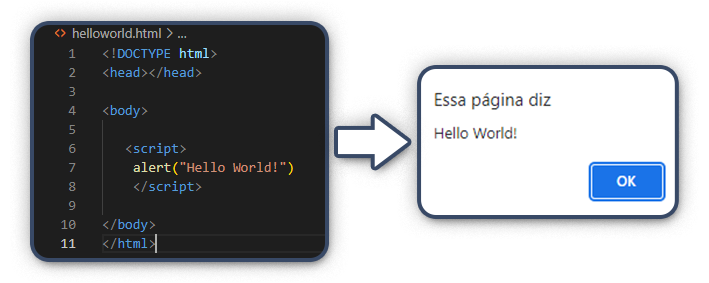 helloworld.html > ...
1 <!DOCTYPE html>
2 <head></head>
3
4 <body>
5
6 <script>
7 alert("Hello World!")
8 </script>
9
10 </body>
11 </html>
Essa página diz
Hello World!
OK